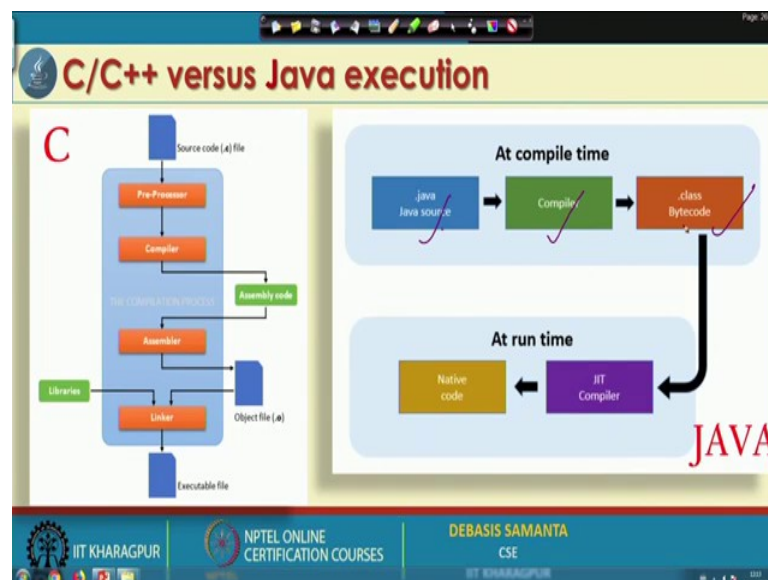 Page: 26
C/C++ versus Java execution
C
Source code (.c) file
Pre-Processor
Compiler
THE COMPILATION PROCESS
Assembly code
Assembler
Libraries
Object file (.o)
Linker
Executable file
At compile time
.java
Java source
Compiler
.class
Bytecode
At run time
Native
code
JIT
Compiler
JAVA
IIT KHARAGPUR
NPTEL ONLINE
CERTIFICATION COURSES
DEBASIS SAMANTA
CSE
IIT KHARAGPUR